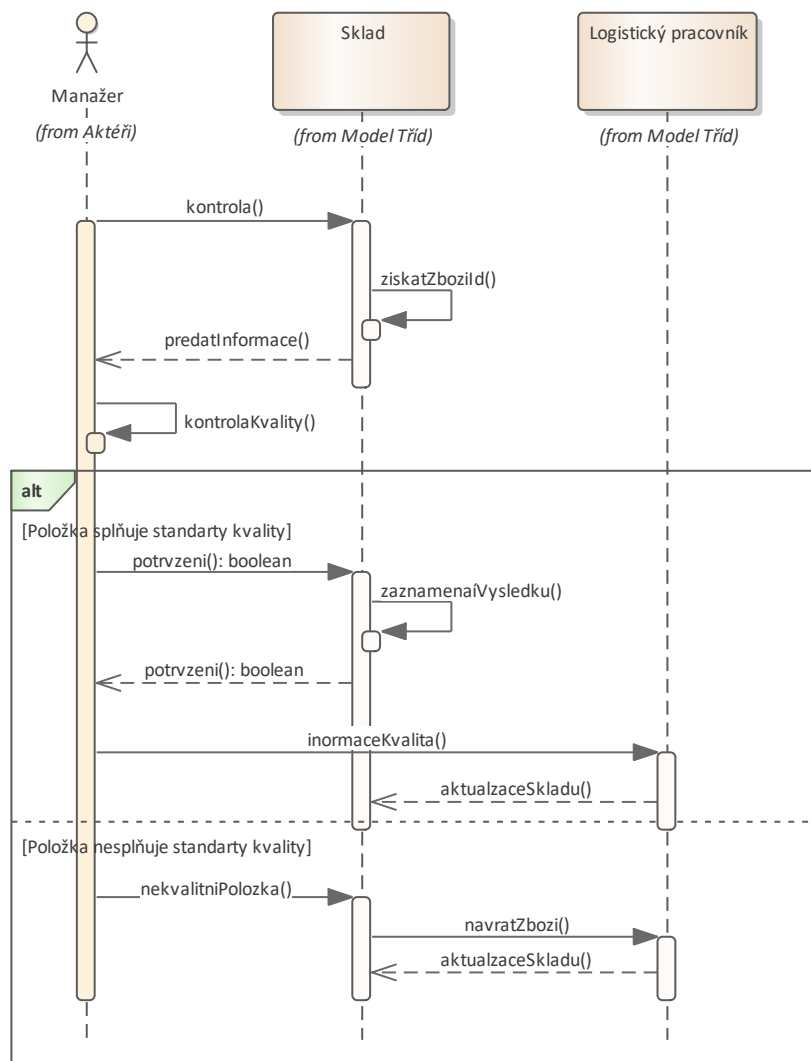 Manažer
(from Aktéři)
Sklad
(from Model Tříd)
Logistický pracovník
(from Model Tříd)
kontrola()
ziskatZboziId()
predatInformace()
kontrolaKvality()
alt
[Položka splňuje standarty kvality]
potrvzeni(): boolean
zaznamenaíVysledku()
potrvzeni(): boolean
inormaceKvalita()
aktualzaceSkladu()
[Položka nesplňuje standarty kvality]
nekvalitniPolozka()
navratZbozi()
aktualzaceSkladu()